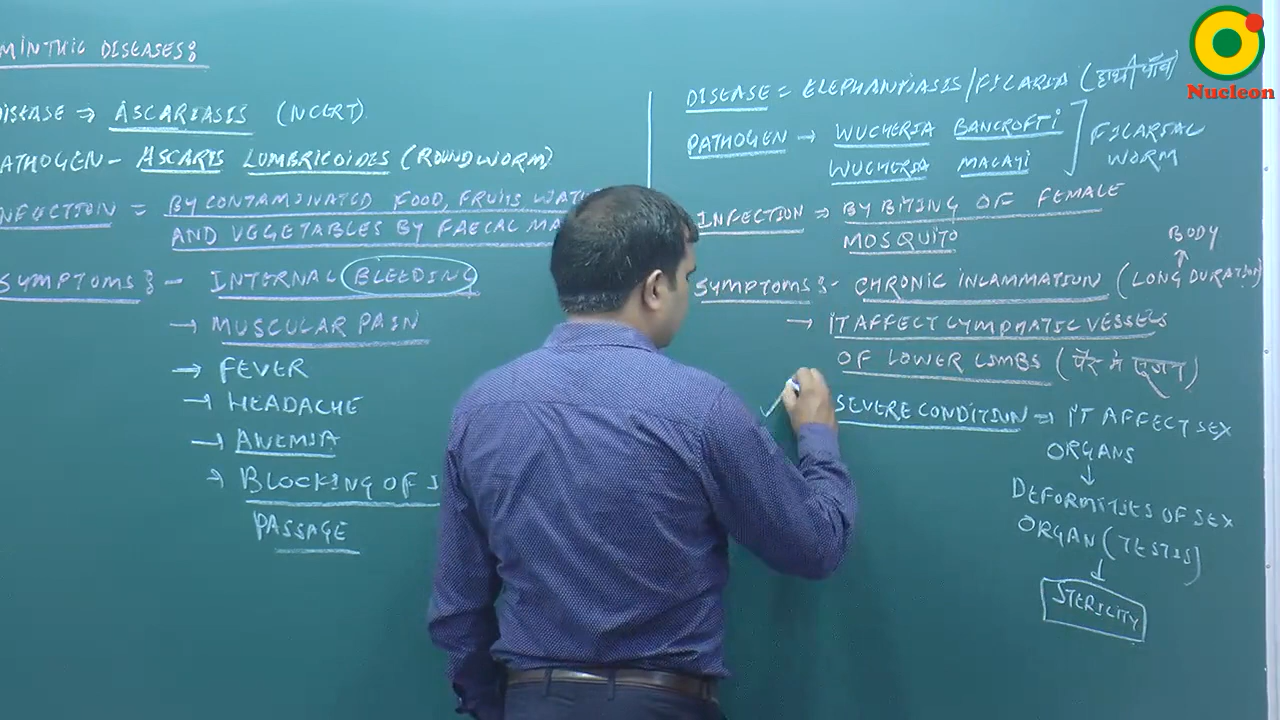 MINTHIC DISEASES:
DISEASE ⇒ ASCARIASIS (NCERT).
PATHOGEN - ASCARIS LUMBRICOIDES (ROUNDWORM)
INFECTION = BY CONTAMINATED FOOD, FRUITS WAT
AND VEGETABLES BY FAECAL MA
SYMPTOMS :- INTERNAL BLEEDING
→ MUSCULAR PAIN
→ FEVER
→ HEADACHE
→ ANEMIA
→ BLOCKING OF
PASSAGE
DISEASE = ELEPHANTIASIS/FILARIA (हाथी पाँव)
PATHOGEN → WUCHERIA BANCROFTI
WUCHERIA MALAYI
FILARIAL
WORM
INFECTION ⇒ BY BITING OF FEMALE
MOSQUITO
BODY
SYMPTOMS :- CHRONIC INLAMMATION (LONG DURATION)
→ IT AFFECT LYMPHATIC VESSELS
OF LOWER LIMBS (पैर में सूजन)
SEVERE CONDITION ⇒ IT AFFECT SEX
ORGANS
↓
DEFORMITIES OF SEX
ORGAN (TESTIS)
↓
STERILITY
Nucleon